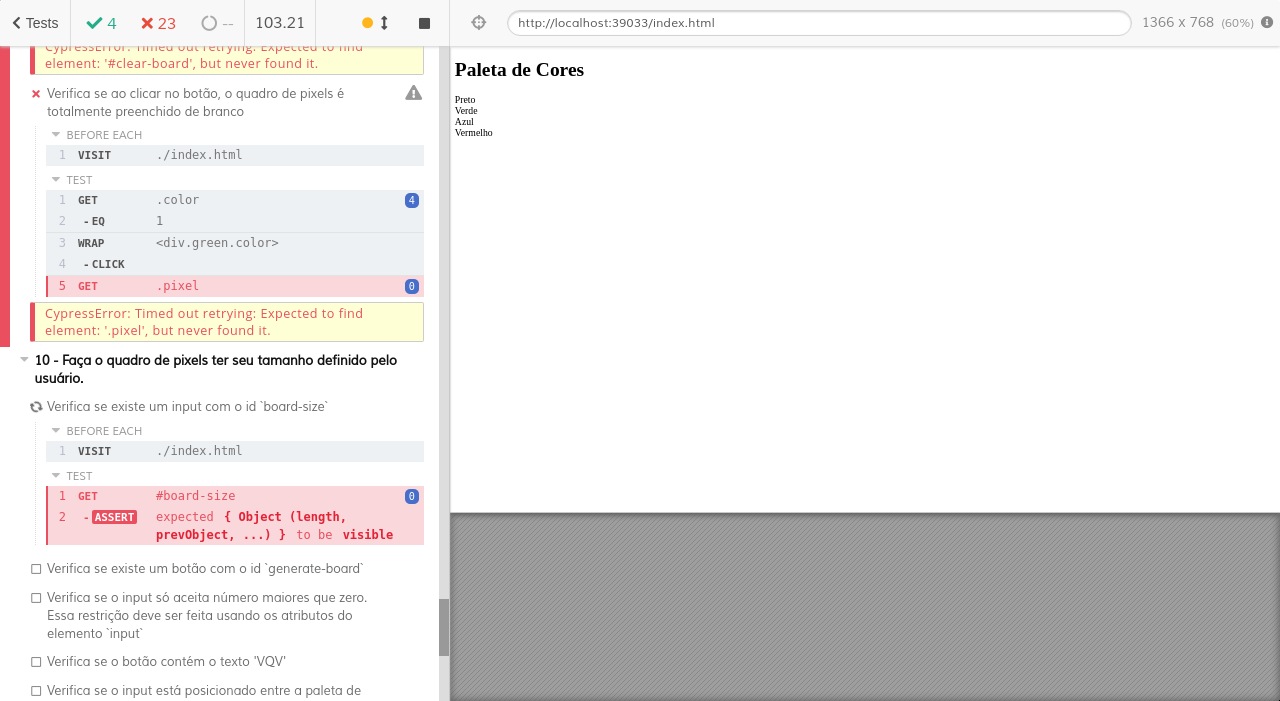 Tests 4 23 -- 103.21 http://localhost:39033/index.html 1366 x 768 (60%)
CypressError: Timed out retrying: Expected to find
element: '#clear-board', but never found it.
Verifica se ao clicar no botão, o quadro de pixels é
totalmente preenchido de branco
BEFORE EACH
1 VISIT ./index.html
TEST
1 GET .color 4
2 -EQ 1
3 WRAP <div.green.color>
4 -CLICK
5 GET .pixel 0
CypressError: Timed out retrying: Expected to find
element: '.pixel', but never found it.
10 - Faça o quadro de pixels ter seu tamanho definido pelo
usuário.
Verifica se existe um input com o id `board-size`
BEFORE EACH
1 VISIT ./index.html
TEST
1 GET #board-size 0
2 -ASSERT expected { Object (length,
prevObject, ...) } to be visible
Verifica se existe um botão com o id `generate-board`
Verifica se o input só aceita número maiores que zero.
Essa restrição deve ser feita usando os atributos do
elemento `input`
Verifica se o botão contém o texto 'VQV'
Verifica se o input está posicionado entre a paleta de
Paleta de Cores
Preto
Verde
Azul
Vermelho